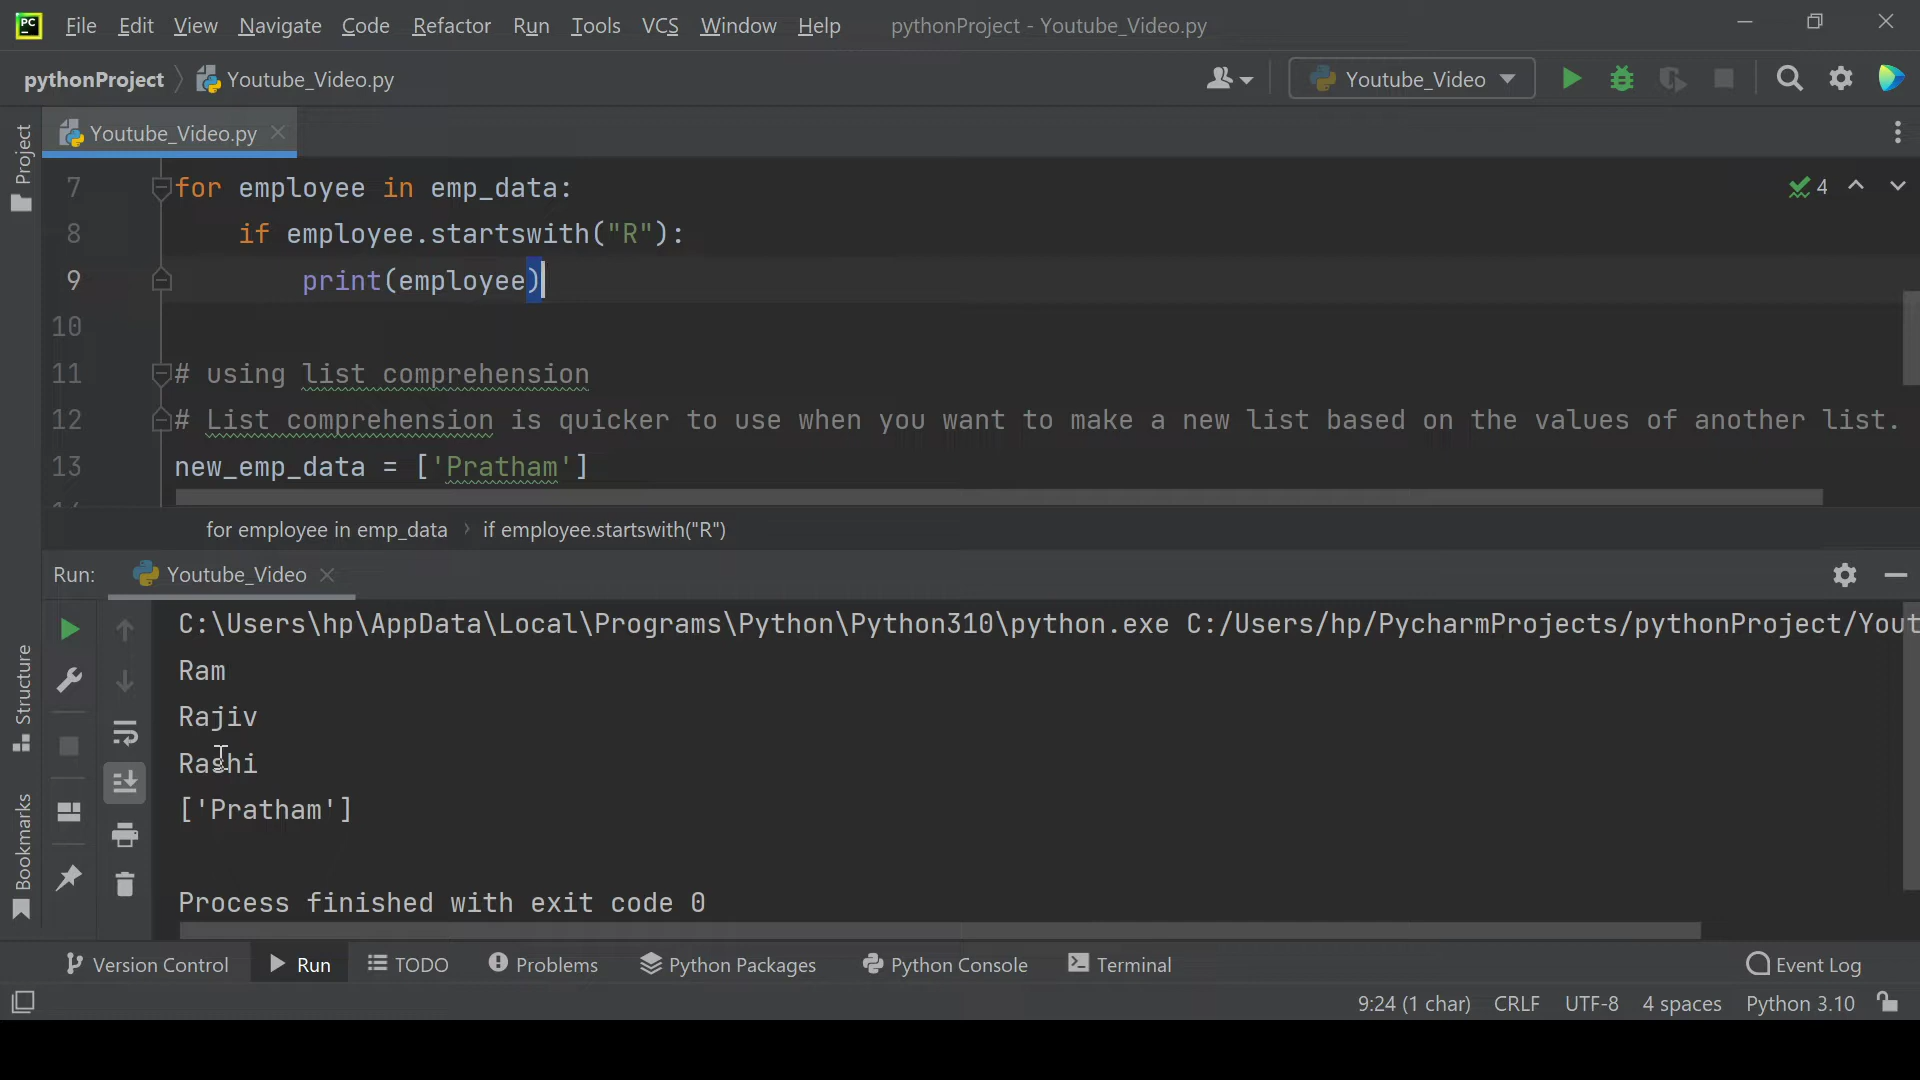 PC File Edit View Navigate Code Refactor Run Tools VCS Window Help pythonProject - Youtube_Video.py
pythonProject Youtube_Video.py Youtube_Video
Project
Youtube_Video.py
7 for employee in emp_data: 4
8 if employee.startswith("R"):
9 print(employee)
10
11 # using list comprehension
12 # List comprehension is quicker to use when you want to make a new list based on the values of another list.
13 new_emp_data = ['Pratham']
for employee in emp_data › if employee.startswith("R")
Run: Youtube_Video
C:\Users\hp\AppData\Local\Programs\Python\Python310\python.exe C:/Users/hp/PycharmProjects/pythonProject/Yout
Ram
Rajiv
Rashi
['Pratham']
Process finished with exit code 0
Structure
Bookmarks
Version Control Run TODO Problems Python Packages Python Console Terminal Event Log
9:24 (1 char) CRLF UTF-8 4 spaces Python 3.10